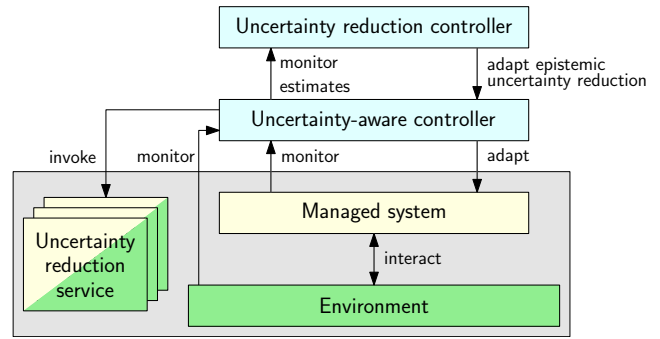 Uncertainty reduction controller
monitor
estimates
adapt epistemic
uncertainty reduction
Uncertainty-aware controller
invoke
monitor
monitor
adapt
Managed system
Uncertainty
reduction
service
interact
Environment